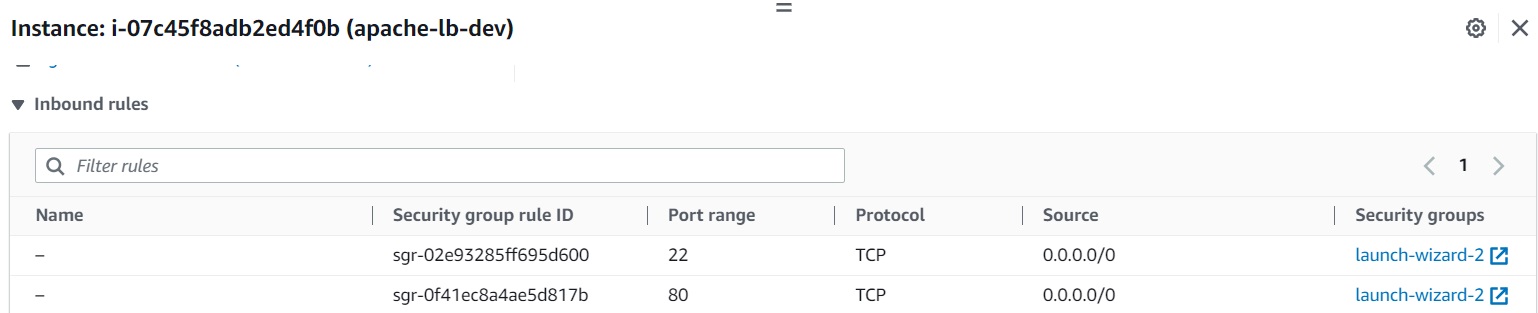 Instance: i-07c45f8adb2ed4f0b (apache-lb-dev)
Inbound rules
Filter rules
1
Name Security group rule ID Port range Protocol Source Security groups
– sgr-02e93285ff695d600 22 TCP 0.0.0.0/0 launch-wizard-2
– sgr-0f41ec8a4ae5d817b 80 TCP 0.0.0.0/0 launch-wizard-2